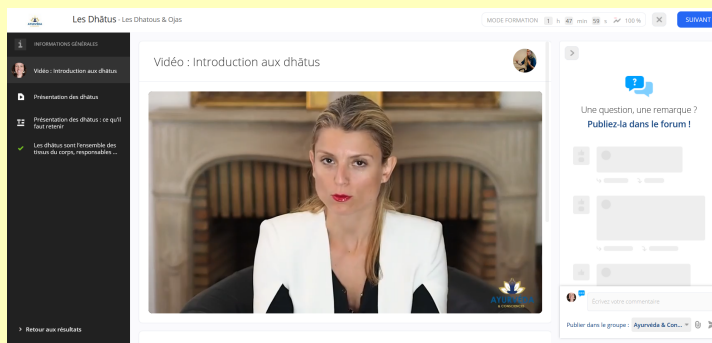 Les Dhâtus - Les Dhatous & Ojas
MODE FORMATION 1 h 47 min 59 s 100 %
SUIVANT
INFORMATIONS GÉNÉRALES
Vidéo : Introduction aux dhâtus
Présentation des dhâtus
Présentation des dhâtus : ce qu'il
faut retenir
Les dhâtus sont l'ensemble des
tissus du corps, responsables ...
Retour aux résultats
Vidéo : Introduction aux dhâtus
AYURVÉDA
& CONSCIENCE
Une question, une remarque ?
Publiez-la dans le forum !
Écrivez votre commentaire
Publier dans le groupe : Ayurvéda & Con...